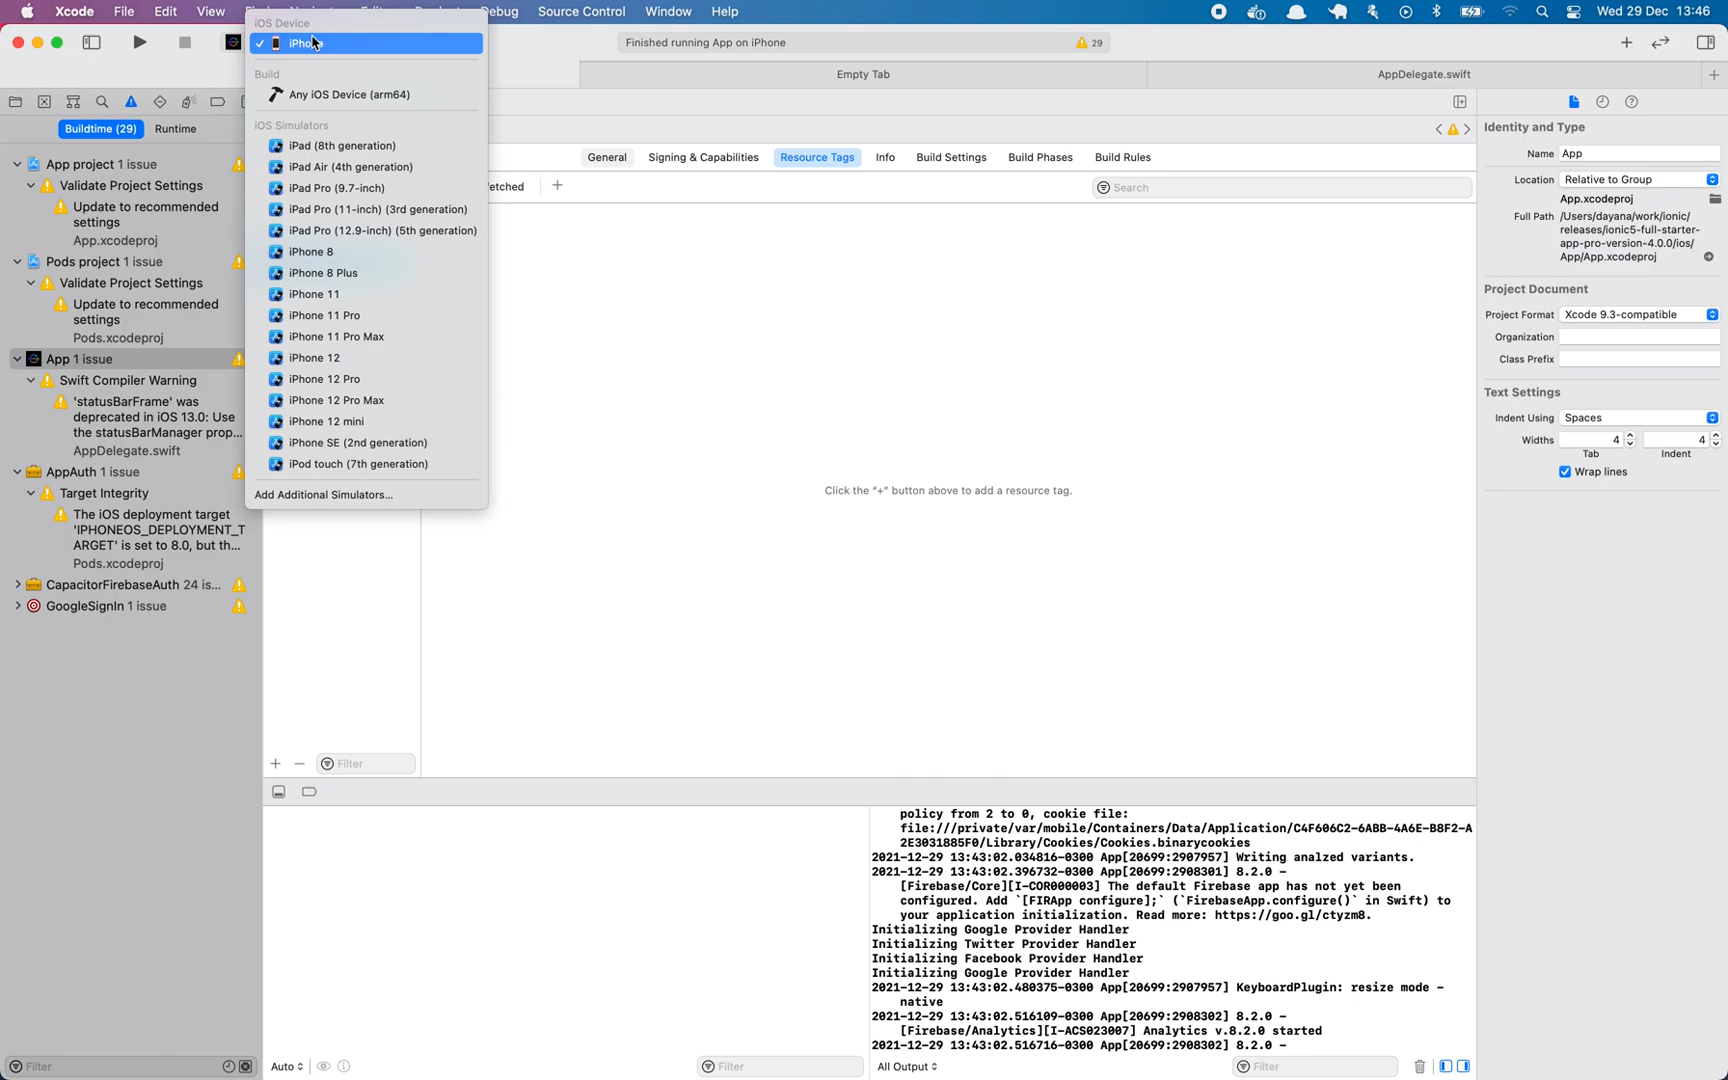 Xcode File Edit View Debug Source Control Window Help Wed 29 Dec 13:46
iOS Device
iPhone
Build
Any iOS Device (arm64)
iOS Simulators
iPad (8th generation)
iPad Air (4th generation)
iPad Pro (9.7-inch)
iPad Pro (11-inch) (3rd generation)
iPad Pro (12.9-inch) (5th generation)
iPhone 8
iPhone 8 Plus
iPhone 11
iPhone 11 Pro
iPhone 11 Pro Max
iPhone 12
iPhone 12 Pro
iPhone 12 Pro Max
iPhone 12 mini
iPhone SE (2nd generation)
iPod touch (7th generation)
Add Additional Simulators...
Finished running App on iPhone 29
Empty Tab AppDelegate.swift
Buildtime (29) Runtime
App project 1 issue
Validate Project Settings
Update to recommended
settings
App.xcodeproj
Pods project 1 issue
Validate Project Settings
Update to recommended
settings
Pods.xcodeproj
App 1 issue
Swift Compiler Warning
'statusBarFrame' was
deprecated in iOS 13.0: Use
the statusBarManager prop...
AppDelegate.swift
AppAuth 1 issue
Target Integrity
The iOS deployment target
'IPHONEOS_DEPLOYMENT_T
ARGET' is set to 8.0, but th...
Pods.xcodeproj
CapacitorFirebaseAuth 24 is...
GoogleSignIn 1 issue
Filter
General Signing & Capabilities Resource Tags Info Build Settings Build Phases Build Rules
etched Search
Click the "+" button above to add a resource tag.
Filter
policy from 2 to 0, cookie file:
file:///private/var/mobile/Containers/Data/Application/C4F606C2-6ABB-4A6E-B8F2-A
2E3031885F0/Library/Cookies/Cookies.binarycookies
2021-12-29 13:43:02.034816-0300 App[20699:2907957] Writing analzed variants.
2021-12-29 13:43:02.396732-0300 App[20699:2908301] 8.2.0 -
[Firebase/Core][I-COR000003] The default Firebase app has not yet been
configured. Add `[FIRApp configure];` (`FirebaseApp.configure()` in Swift) to
your application initialization. Read more: https://goo.gl/ctyzm8.
Initializing Google Provider Handler
Initializing Twitter Provider Handler
Initializing Facebook Provider Handler
Initializing Google Provider Handler
2021-12-29 13:43:02.480375-0300 App[20699:2907957] KeyboardPlugin: resize mode -
native
2021-12-29 13:43:02.516109-0300 App[20699:2908302] 8.2.0 -
[Firebase/Analytics][I-ACS023007] Analytics v.8.2.0 started
2021-12-29 13:43:02.516716-0300 App[20699:2908302] 8.2.0 -
Auto Filter All Output Filter
Identity and Type
Name App
Location Relative to Group
App.xcodeproj
Full Path /Users/dayana/work/ionic/
releases/ionic5-full-starter-
app-pro-version-4.0.0/ios/
App/App.xcodeproj
Project Document
Project Format Xcode 9.3-compatible
Organization
Class Prefix
Text Settings
Indent Using Spaces
Widths 4 4
Tab Indent
Wrap lines